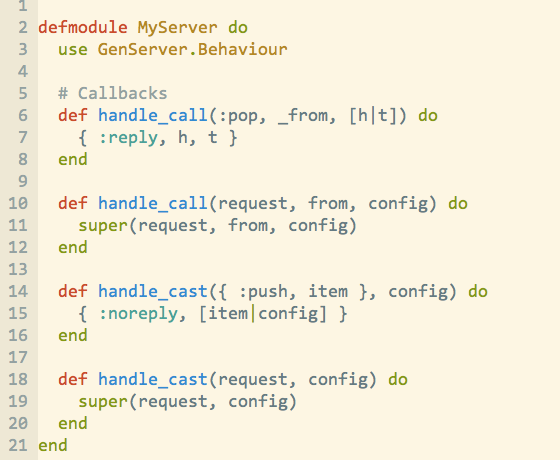 1
2 defmodule MyServer do
3   use GenServer.Behaviour
4
5   # Callbacks
6   def handle_call(:pop, _from, [h|t]) do
7     { :reply, h, t }
8   end
9
10   def handle_call(request, from, config) do
11     super(request, from, config)
12   end
13
14   def handle_cast({ :push, item }, config) do
15     { :noreply, [item|config] }
16   end
17
18   def handle_cast(request, config) do
19     super(request, config)
20   end
21 end